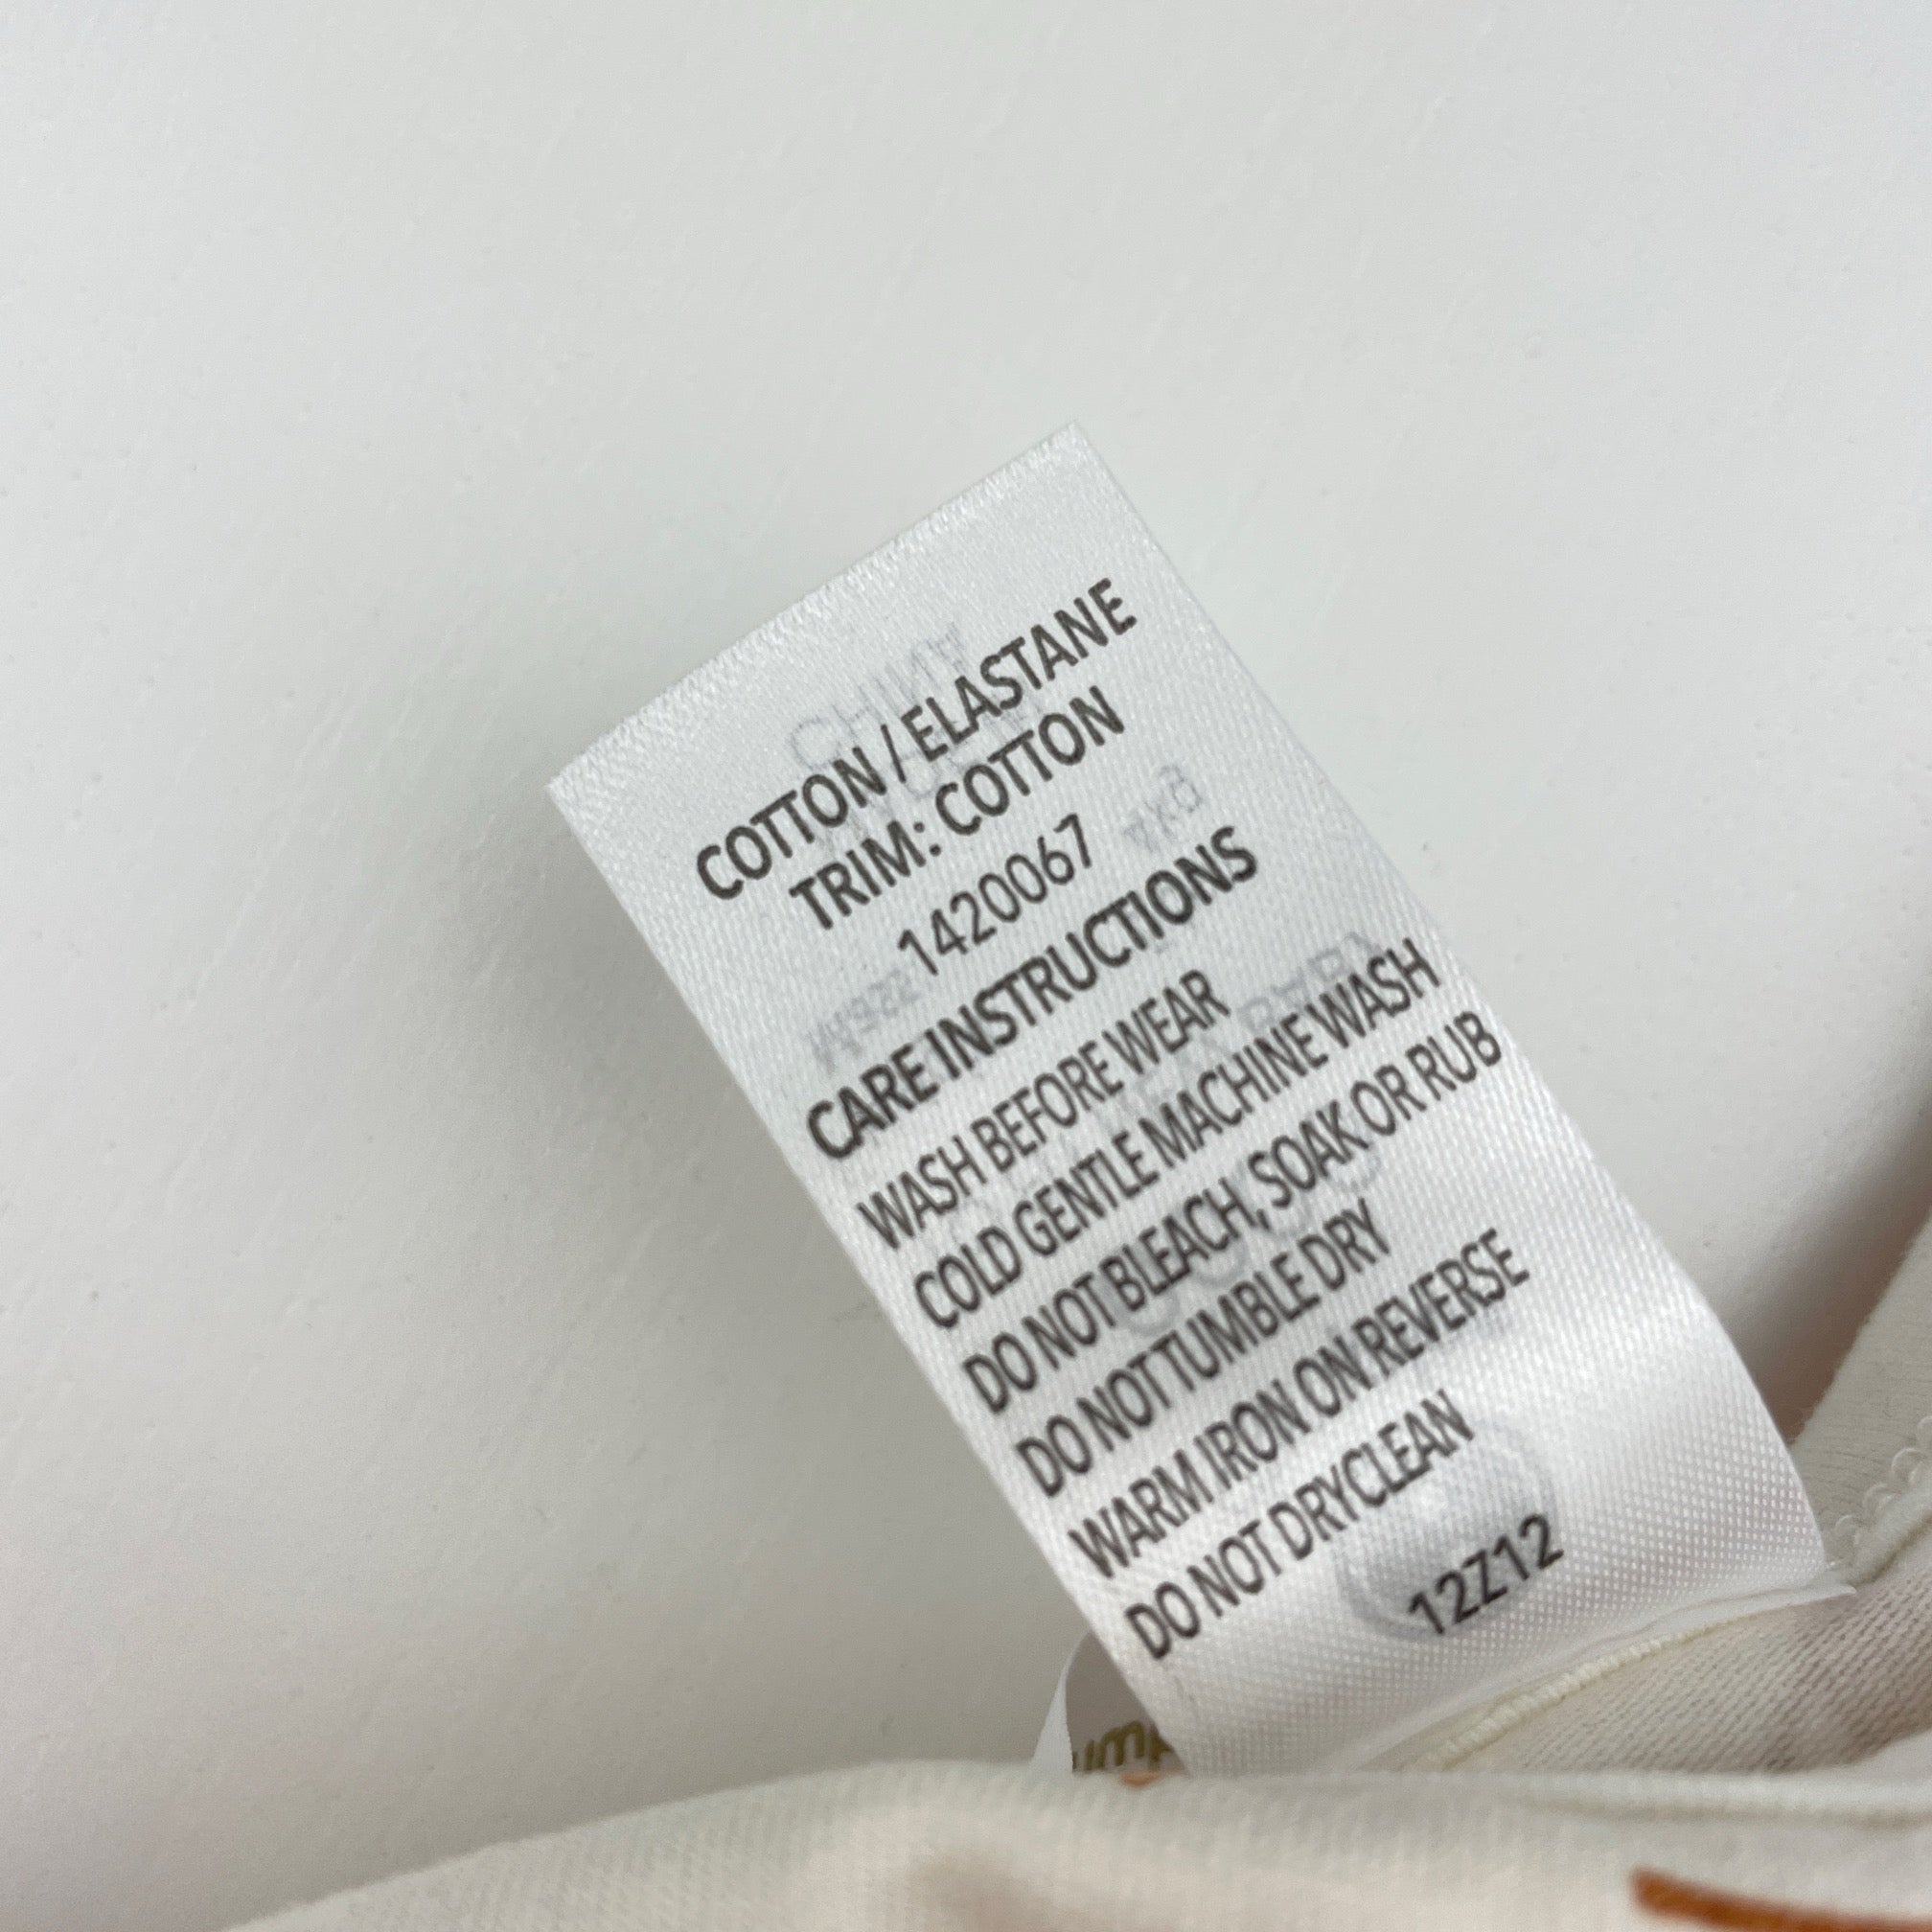 COTTON / ELASTANE
TRIM: COTTON
1420067
CARE INSTRUCTIONS
WASH BEFORE WEAR
COLD GENTLE MACHINE WASH
DO NOT BLEACH, SOAK OR RUB
DO NOT TUMBLE DRY
WARM IRON ON REVERSE
DO NOT DRYCLEAN
12Z12